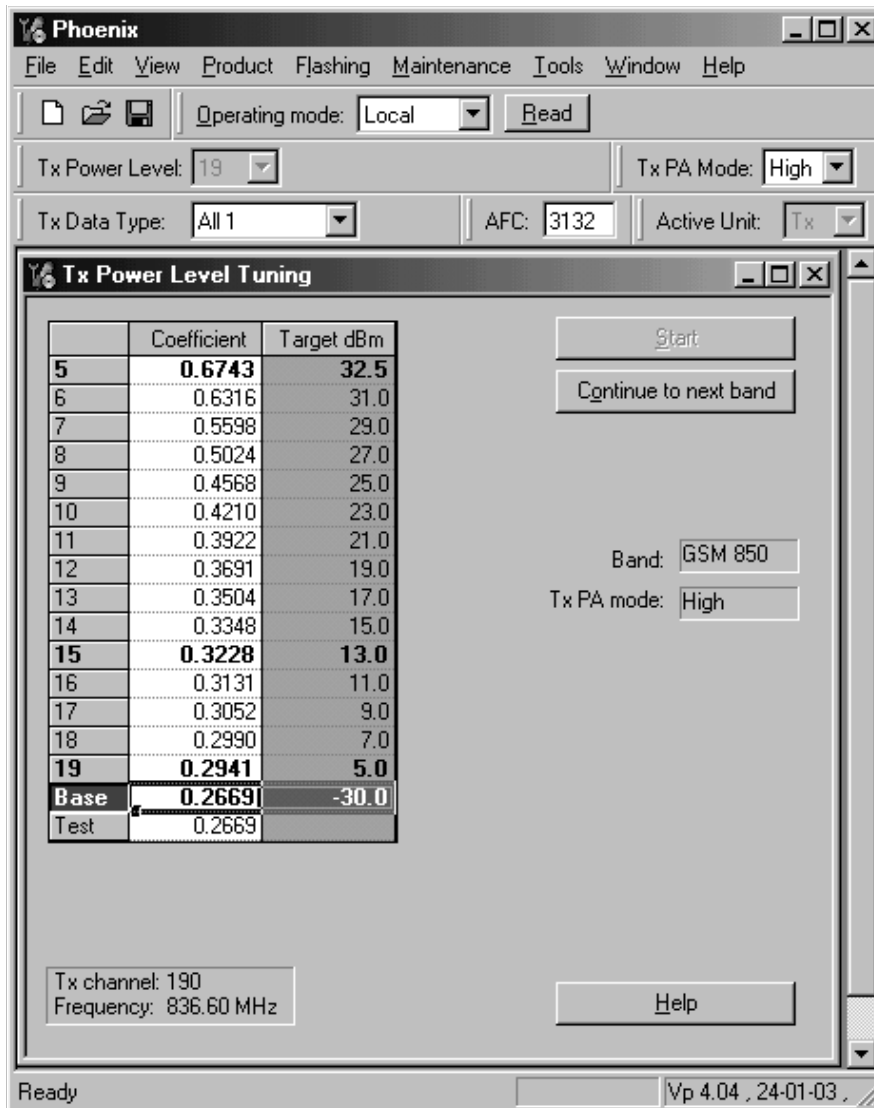 Phoenix
File Edit View Product Flashing Maintenance Tools Window Help
Operating mode: Local Read
Tx Power Level: 19 Tx PA Mode: High
Tx Data Type: All 1 AFC: 3132 Active Unit: Tx
Tx Power Level Tuning
Coefficient Target dBm
5 0.6743 32.5
6 0.6316 31.0
7 0.5598 29.0
8 0.5024 27.0
9 0.4568 25.0
10 0.4210 23.0
11 0.3922 21.0
12 0.3691 19.0
13 0.3504 17.0
14 0.3348 15.0
15 0.3228 13.0
16 0.3131 11.0
17 0.3052 9.0
18 0.2990 7.0
19 0.2941 5.0
Base 0.2669 -30.0
Test 0.2669
Start
Continue to next band
Band: GSM 850
Tx PA mode: High
Tx channel: 190
Frequency: 836.60 MHz
Help
Ready Vp 4.04 , 24-01-03 ,